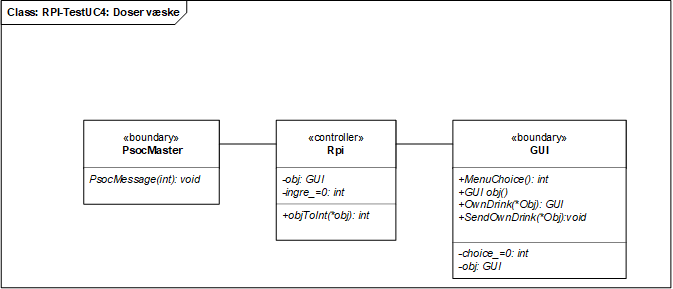 Class: RPI-TestUC4: Doser væske
«boundary»
PsocMaster
PsocMessage(int): void
«controller»
Rpi
-obj: GUI
-ingre_=0: int
+objToInt(*obj): int
«boundary»
GUI
+MenuChoice(): int
+GUI obj()
+OwnDrink(*Obj): GUI
+SendOwnDrink(*Obj):void
-choice_=0: int
-obj: GUI